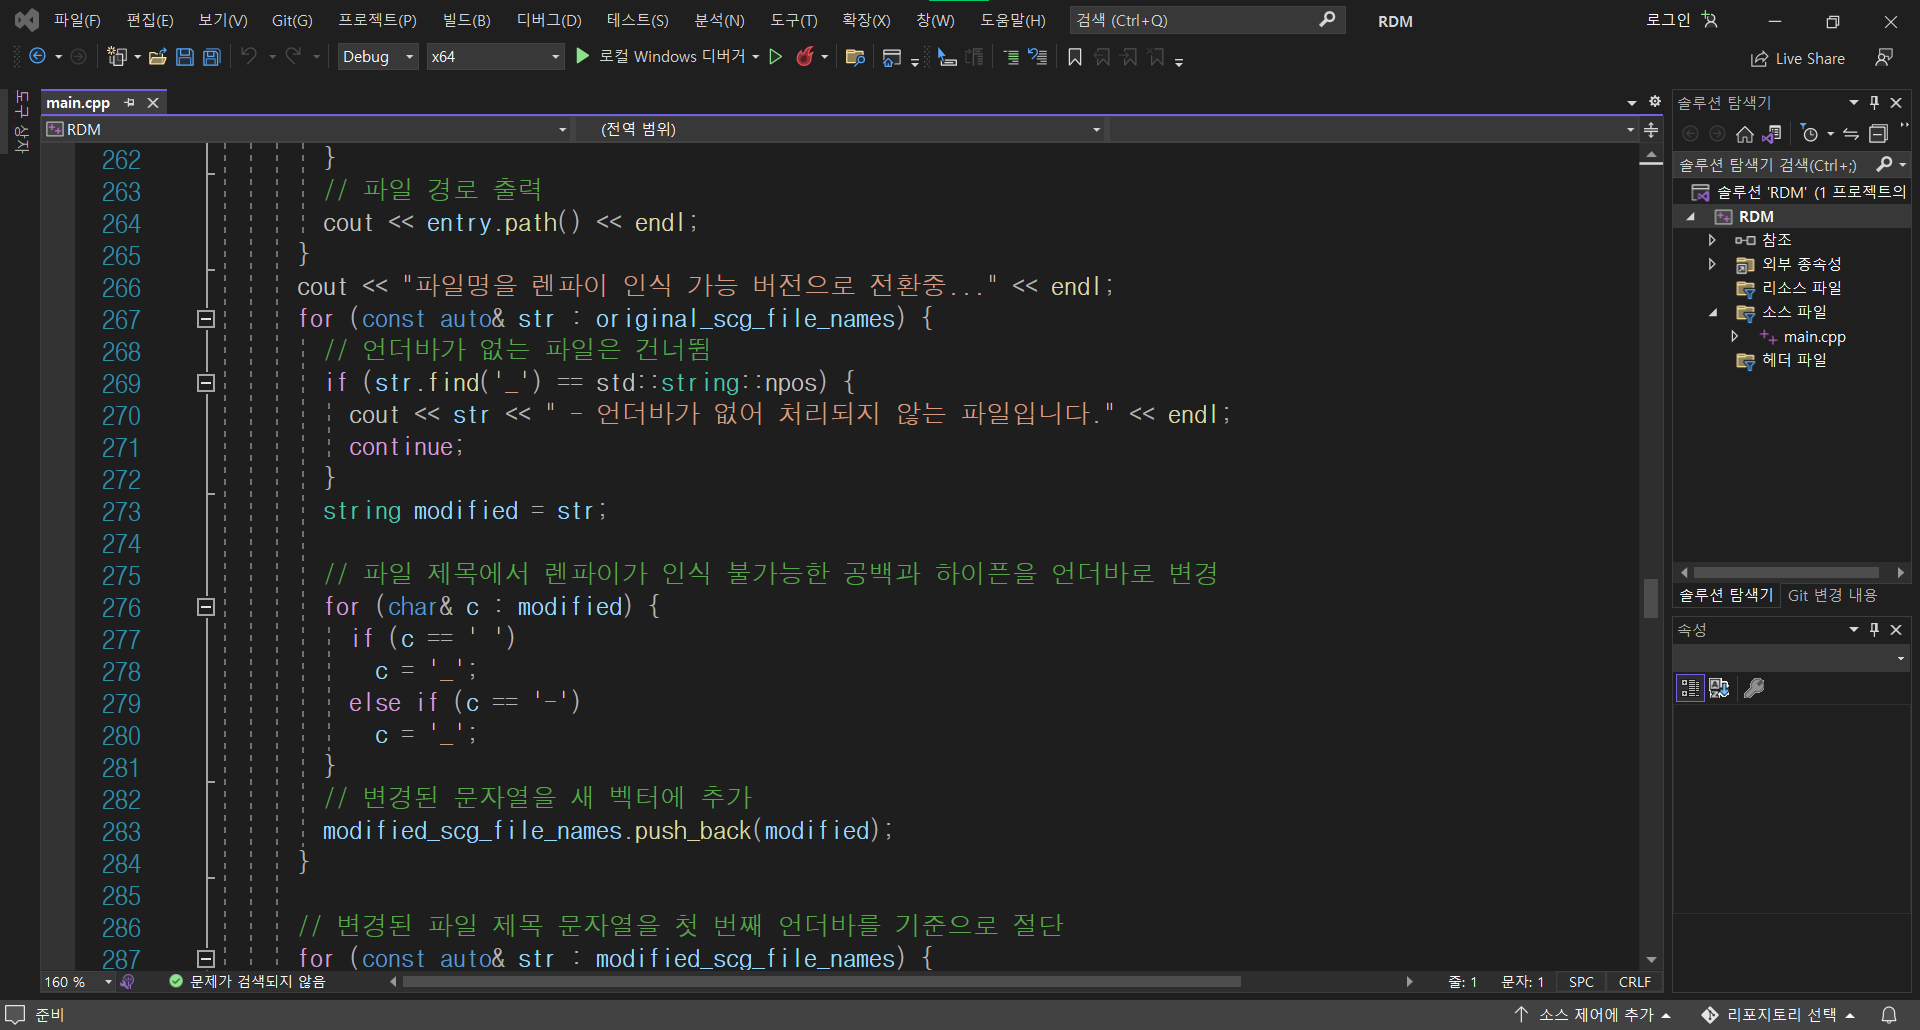 파일(F) 편집(E) 보기(V) Git(G) 프로젝트(P) 빌드(B) 디버그(D) 테스트(S) 분석(N) 도구(T) 확장(X) 창(W) 도움말(H) 검색 (Ctrl+Q) RDM 로그인
Debug x64 로컬 Windows 디버거 Live Share
도구 상자
main.cpp
RDM (전역 범위)
262 }
263 // 파일 경로 출력
264 cout << entry.path() << endl;
265 }
266 cout << "파일명을 렌파이 인식 가능 버전으로 전환중..." << endl;
267 for (const auto& str : original_scg_file_names) {
268 // 언더바가 없는 파일은 건너뜀
269 if (str.find('_') == std::string::npos) {
270 cout << str << " - 언더바가 없어 처리되지 않는 파일입니다." << endl;
271 continue;
272 }
273 string modified = str;
274
275 // 파일 제목에서 렌파이가 인식 불가능한 공백과 하이픈을 언더바로 변경
276 for (char& c : modified) {
277 if (c == ' ')
278 c = '_';
279 else if (c == '-')
280 c = '_';
281 }
282 // 변경된 문자열을 새 벡터에 추가
283 modified_scg_file_names.push_back(modified);
284 }
285
286 // 변경된 파일 제목 문자열을 첫 번째 언더바를 기준으로 절단
287 for (const auto& str : modified_scg_file_names) {
160 % 문제가 검색되지 않음 줄: 1 문자: 1 SPC CRLF
솔루션 탐색기
솔루션 탐색기 검색(Ctrl+;)
솔루션 'RDM' (1 프로젝트의
RDM
참조
외부 종속성
리소스 파일
소스 파일
main.cpp
헤더 파일
솔루션 탐색기 Git 변경 내용
속성
준비 소스 제어에 추가 리포지토리 선택